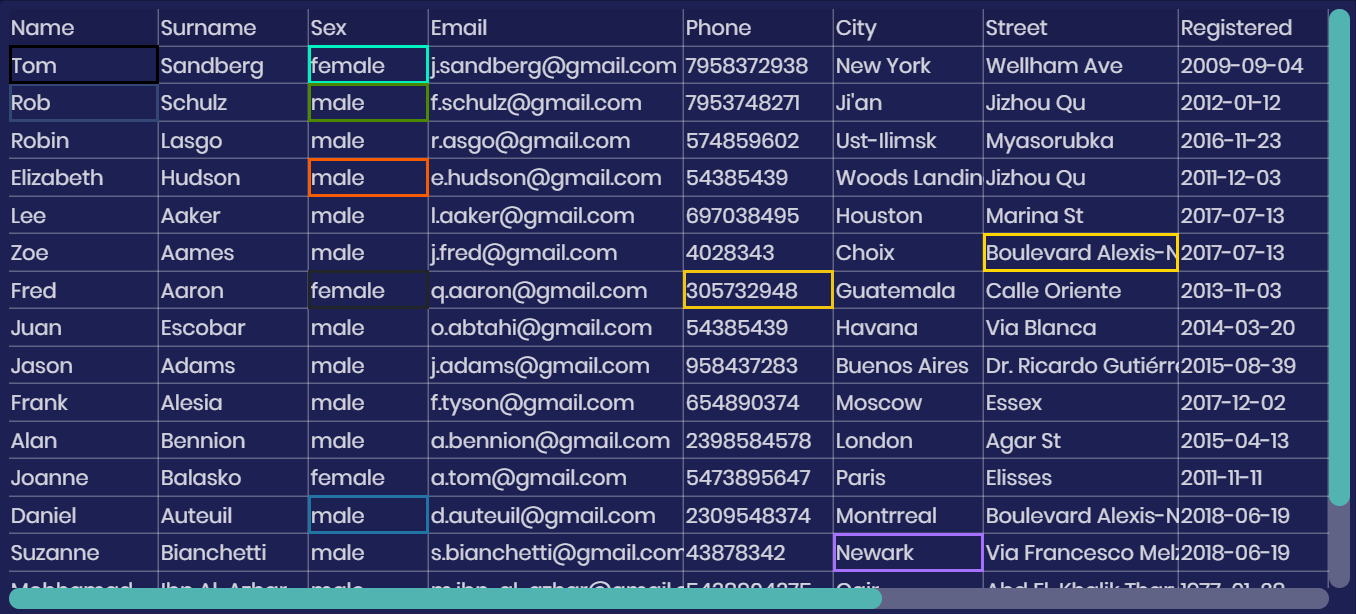 Name Surname Sex Email Phone City Street Registered
Tom Sandberg female j.sandberg@gmail.com 7958372938 New York Wellham Ave 2009-09-04
Rob Schulz male f.schulz@gmail.com 7953748271 Ji'an Jizhou Qu 2012-01-12
Robin Lasgo male r.asgo@gmail.com 574859602 Ust-Ilimsk Myasorubka 2016-11-23
Elizabeth Hudson male e.hudson@gmail.com 54385439 Woods Landin Jizhou Qu 2011-12-03
Lee Aaker male l.aaker@gmail.com 697038495 Houston Marina St 2017-07-13
Zoe Aames male j.fred@gmail.com 4028343 Choix Boulevard Alexis-N 2017-07-13
Fred Aaron female q.aaron@gmail.com 305732948 Guatemala Calle Oriente 2013-11-03
Juan Escobar male o.abtahi@gmail.com 54385439 Havana Via Blanca 2014-03-20
Jason Adams male j.adams@gmail.com 958437283 Buenos Aires Dr. Ricardo Gutiérre 2015-08-39
Frank Alesia male f.tyson@gmail.com 654890374 Moscow Essex 2017-12-02
Alan Bennion male a.bennion@gmail.com 2398584578 London Agar St 2015-04-13
Joanne Balasko female a.tom@gmail.com 5473895647 Paris Elisses 2011-11-11
Daniel Auteuil male d.auteuil@gmail.com 2309548374 Montrreal Boulevard Alexis-N 2018-06-19
Suzanne Bianchetti male s.bianchetti@gmail.com 43878342 Newark Via Francesco Melz 2018-06-19
male